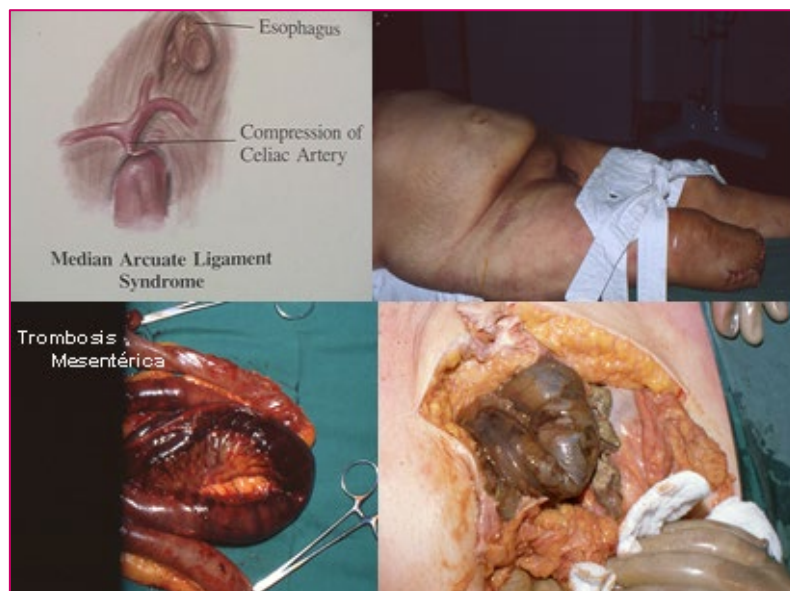 Esophagus
Compression of
Celiac Artery
Median Arcuate Ligament
Syndrome
Trombosis
Mesentérica